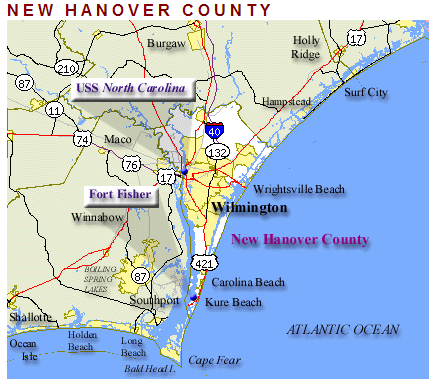 NEW HANOVER COUNTY
17
Burgaw
Holly
Ridge
210
87
USS North Carolina
Surf City
11
Hampstead
40
74
Maco
132
76
17
Wrightsville Beach
Fort Fisher
Wilmington
Winnabow
New Hanover County
421
BOILING
SPRING
LAKES
87
Carolina Beach
Southport
Kure Beach
Shallotte
ATLANTIC OCEAN
Ocean
Isle
Holden
Beach
Long
Beach
Cape Fear
Bald Head I.